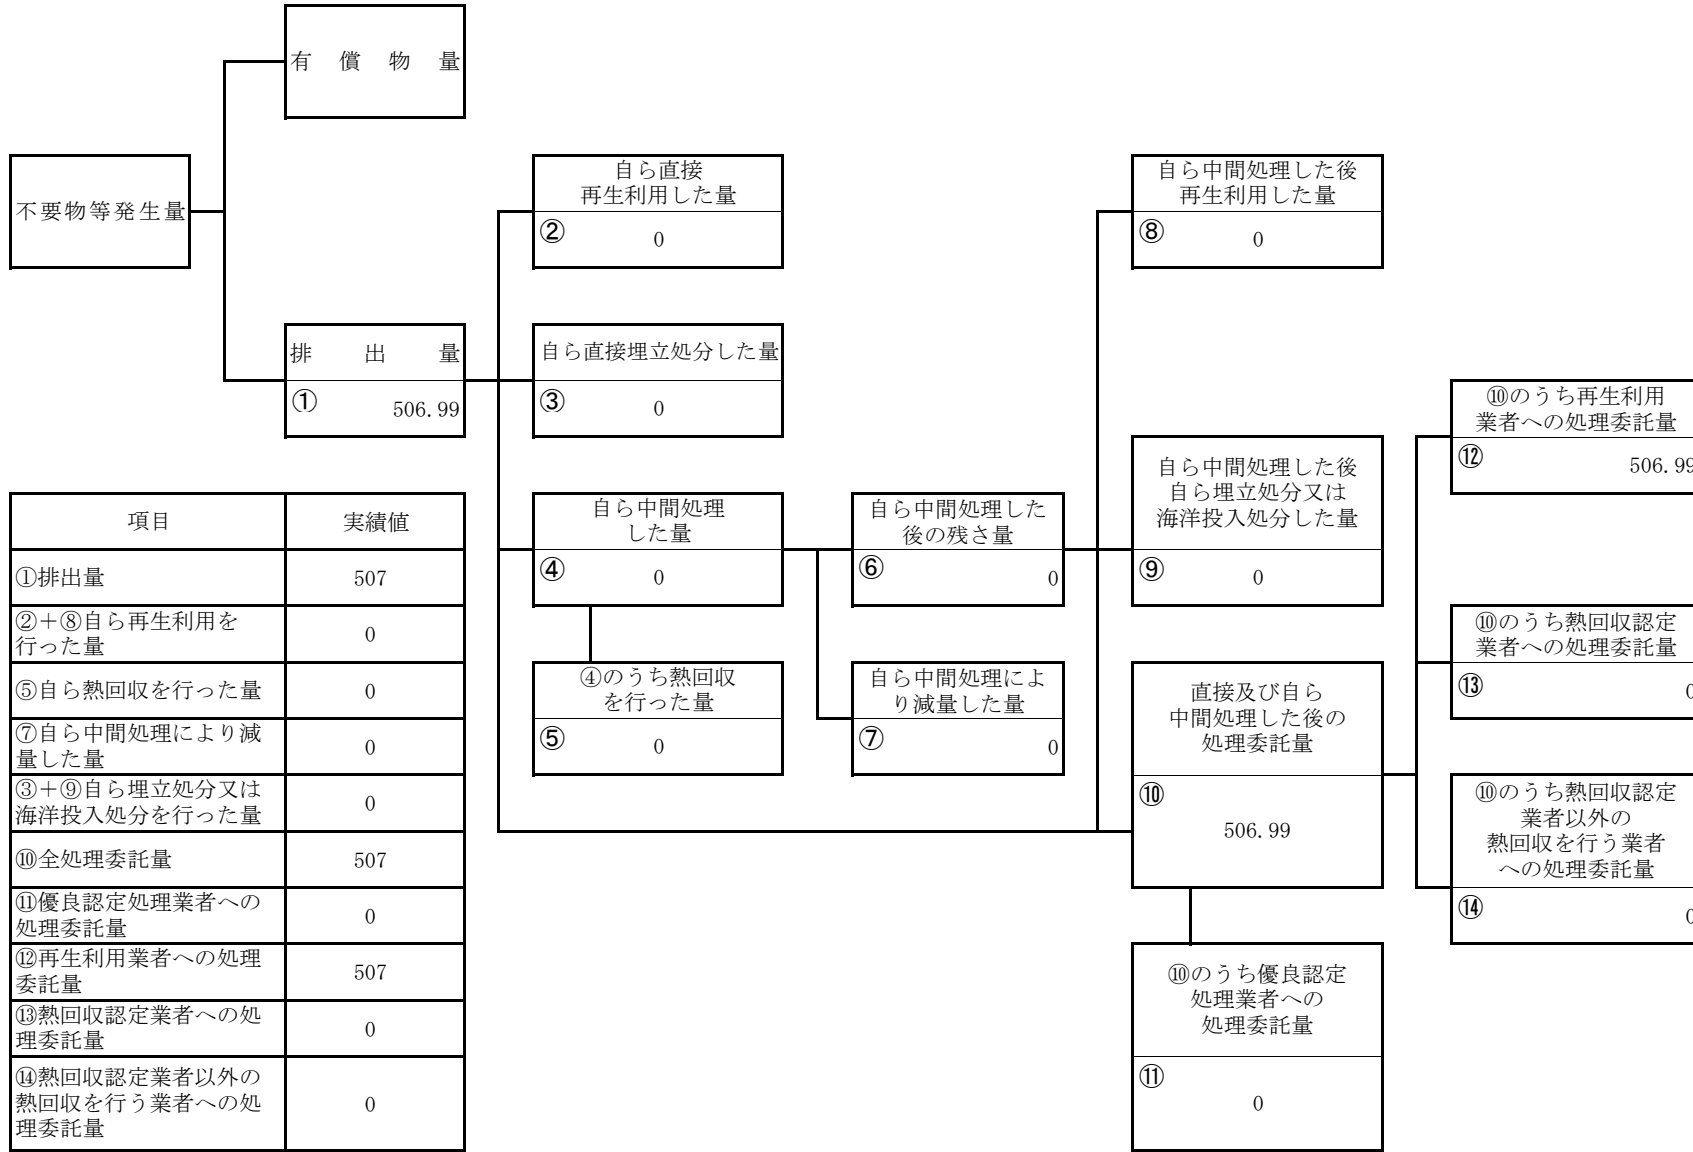 有償物量
不要物等発生量
排出量
① 506.99
自ら直接
再生利用した量
② 0
自ら直接埋立処分した量
③ 0
自ら中間処理
した量
④ 0
④のうち熱回収
を行った量
⑤ 0
自ら中間処理した
後の残さ量
⑥ 0
自ら中間処理によ
り減量した量
⑦ 0
自ら中間処理した後
再生利用した量
⑧ 0
自ら中間処理した後
自ら埋立処分又は
海洋投入処分した量
⑨ 0
直接及び自ら
中間処理した後の
処理委託量
⑩
506.99
⑩のうち優良認定
処理業者への
処理委託量
⑪
0
⑩のうち再生利用
業者への処理委託量
⑫ 506.99
⑩のうち熱回収認定
業者への処理委託量
⑬ 0
⑩のうち熱回収認定
業者以外の
熱回収を行う業者
への処理委託量
⑭ 0
項目 実績値
①排出量 507
②＋⑧自ら再生利用を
行った量 0
⑤自ら熱回収を行った量 0
⑦自ら中間処理により減
量した量 0
③＋⑨自ら埋立処分又は
海洋投入処分を行った量 0
⑩全処理委託量 507
⑪優良認定処理業者への
処理委託量 0
⑫再生利用業者への処理
委託量 507
⑬熱回収認定業者への処
理委託量 0
⑭熱回収認定業者以外の
熱回収を行う業者への処
理委託量 0